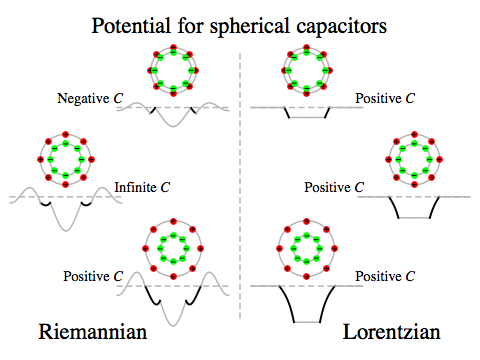 Potential for spherical capacitors
Negative C
Positive C
Infinite C
Positive C
Positive C
Positive C
Riemannian
Lorentzian